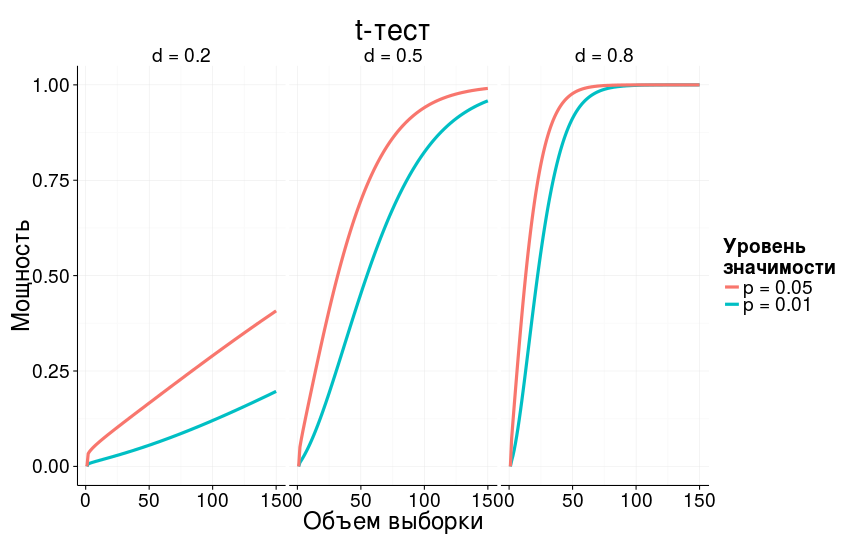 t-тест
d = 0.2 d = 0.5 d = 0.8
Мощность
1.00
0.75
0.50
0.25
0.00
0 50 100 150 0 50 100 150 0 50 100 150
Объем выборки
Уровень
значимости
p = 0.05
p = 0.01